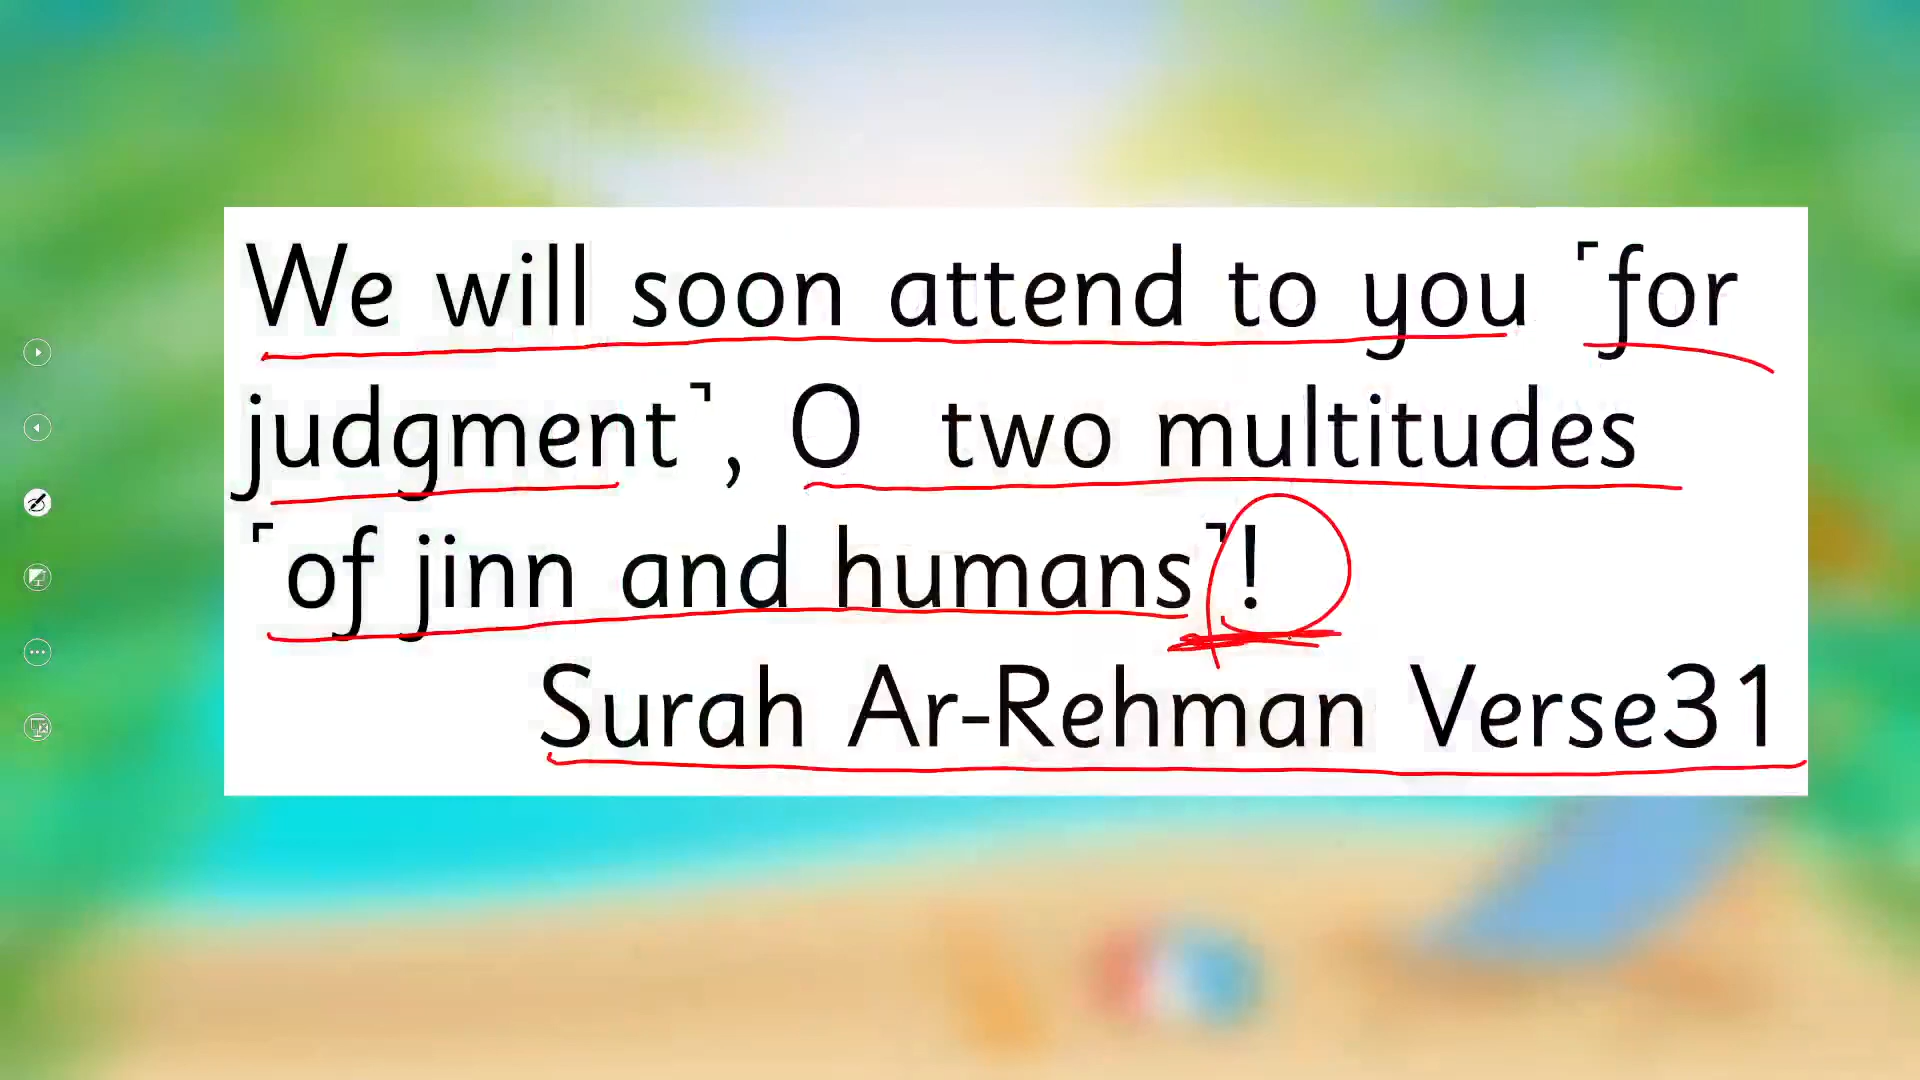 We will soon attend to you ⸢for
judgment⸣, O two multitudes
⸢of jinn and humans⸣!
Surah Ar-Rehman Verse31